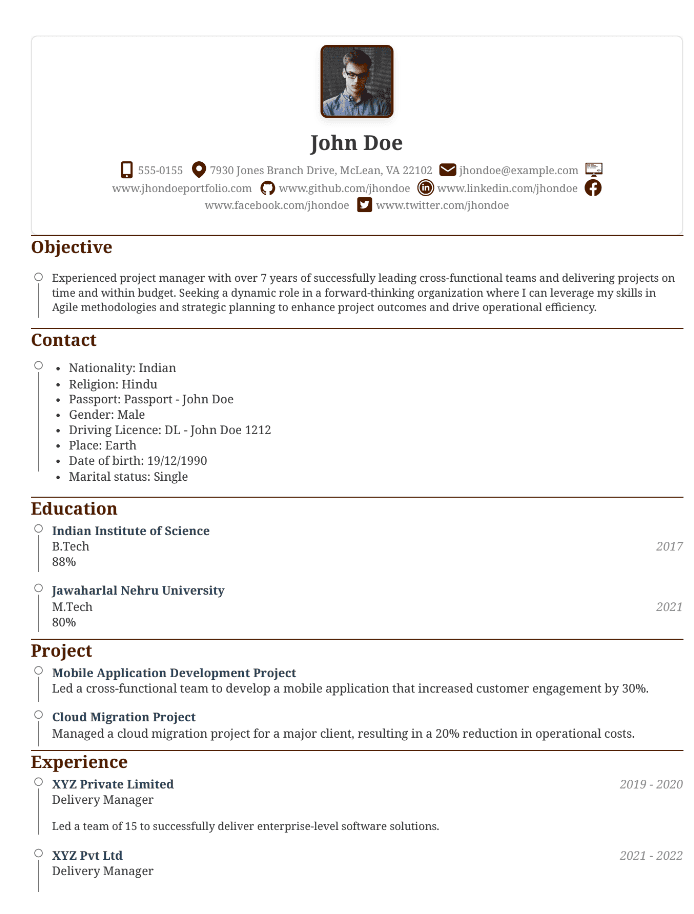 John Doe
555-0155 7930 Jones Branch Drive, McLean, VA 22102 jhondoe@example.com
www.jhondoeportfolio.com www.github.com/jhondoe www.linkedin.com/jhondoe
www.facebook.com/jhondoe www.twitter.com/jhondoe
Objective
Experienced project manager with over 7 years of successfully leading cross-functional teams and delivering projects on
time and within budget. Seeking a dynamic role in a forward-thinking organization where I can leverage my skills in
Agile methodologies and strategic planning to enhance project outcomes and drive operational efficiency.
Contact
• Nationality: Indian
• Religion: Hindu
• Passport: Passport - John Doe
• Gender: Male
• Driving Licence: DL - John Doe 1212
• Place: Earth
• Date of birth: 19/12/1990
• Marital status: Single
Education
Indian Institute of Science
B.Tech 2017
88%
Jawaharlal Nehru University
M.Tech 2021
80%
Project
Mobile Application Development Project
Led a cross-functional team to develop a mobile application that increased customer engagement by 30%.
Cloud Migration Project
Managed a cloud migration project for a major client, resulting in a 20% reduction in operational costs.
Experience
XYZ Private Limited 2019 - 2020
Delivery Manager
Led a team of 15 to successfully deliver enterprise-level software solutions.
XYZ Pvt Ltd 2021 - 2022
Delivery Manager